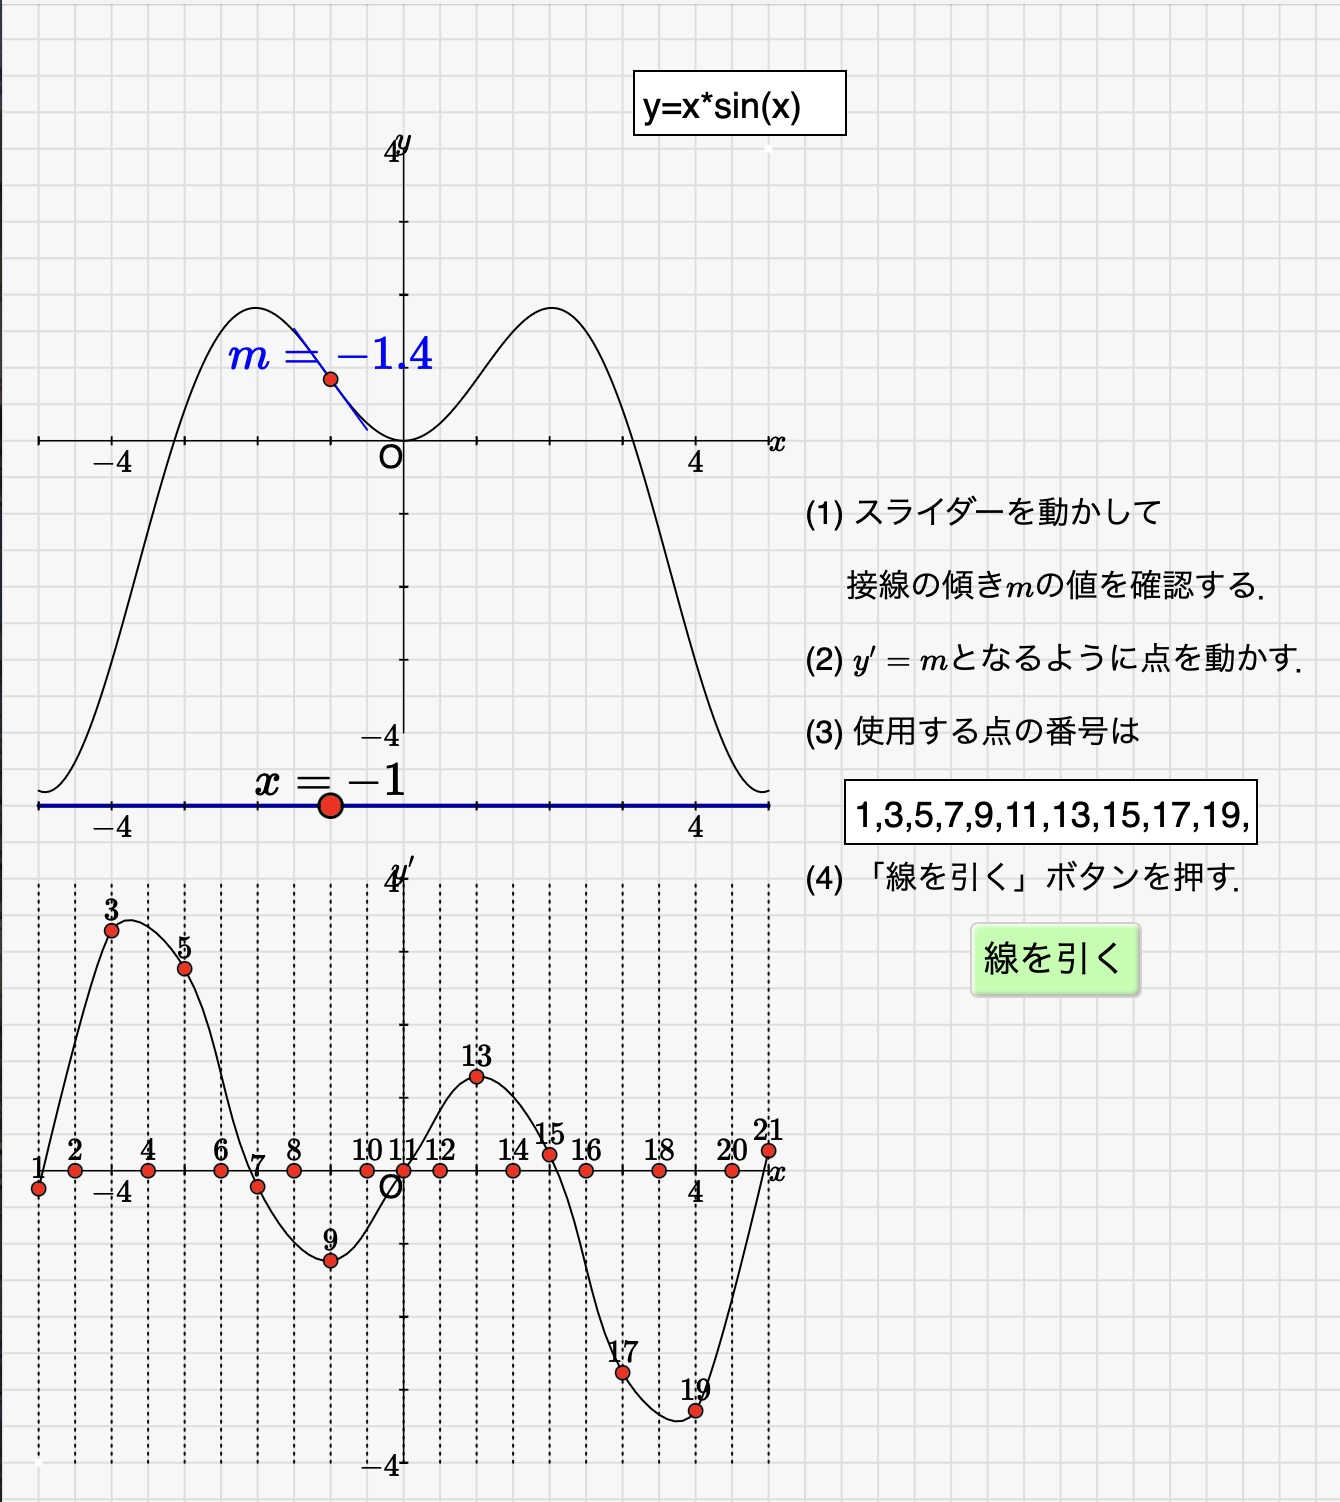 y=x*sin(x)
y
4
m = −1.4
x
−4
O
4
(1) スライダーを動かして
接線の傾きmの値を確認する.
(2) y′ = mとなるように点を動かす.
(3) 使用する点の番号は
−4
x = −1
1,3,5,7,9,11,13,15,17,19,
−4
4
(4) 「線を引く」ボタンを押す.
y′
4
3
5
線を引く
13
21
15
1 2 4 6 7 8 10 11 12 14 16 18 20
x
−4
O
4
9
17
19
−4